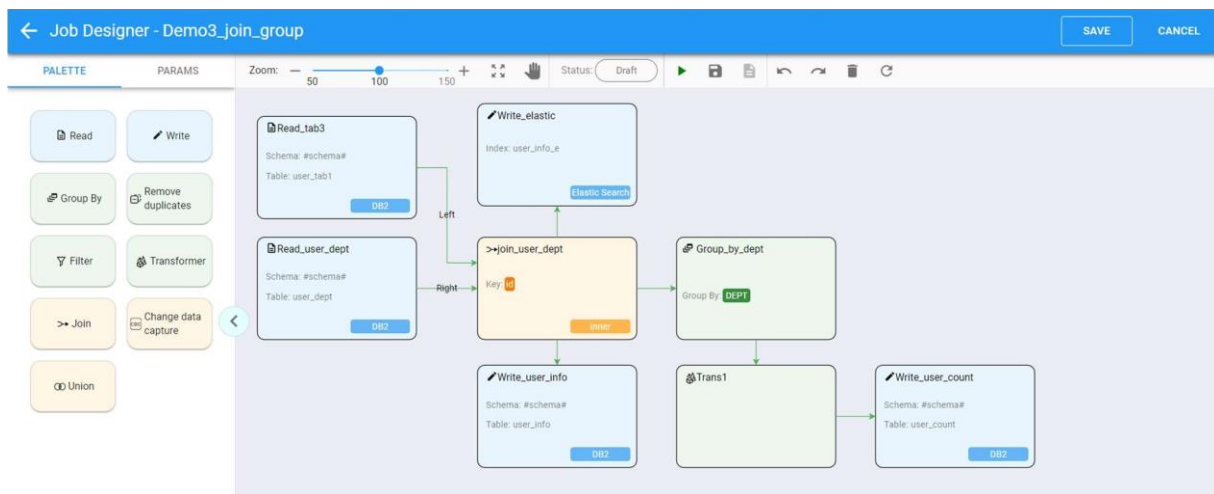 Job Designer - Demo3_join_group
SAVE
CANCEL
PALETTE
PARAMS
Zoom:
50
100
150
Status:
Draft
Read
Write
Group By
Remove
duplicates
Filter
Transformer
Join
CDC
Change data
capture
Union
Read_tab3
Schema: #schema#
Table: user_tab1
DB2
Left
Write_elastic
Index: user_info_e
Elastic Search
Read_user_dept
Schema: #schema#
Table: user_dept
DB2
Right
join_user_dept
Key: id
inner
Group_by_dept
Group By: DEPT
Write_user_info
Schema: #schema#
Table: user_info
DB2
Trans1
Write_user_count
Schema: #schema#
Table: user_count
DB2